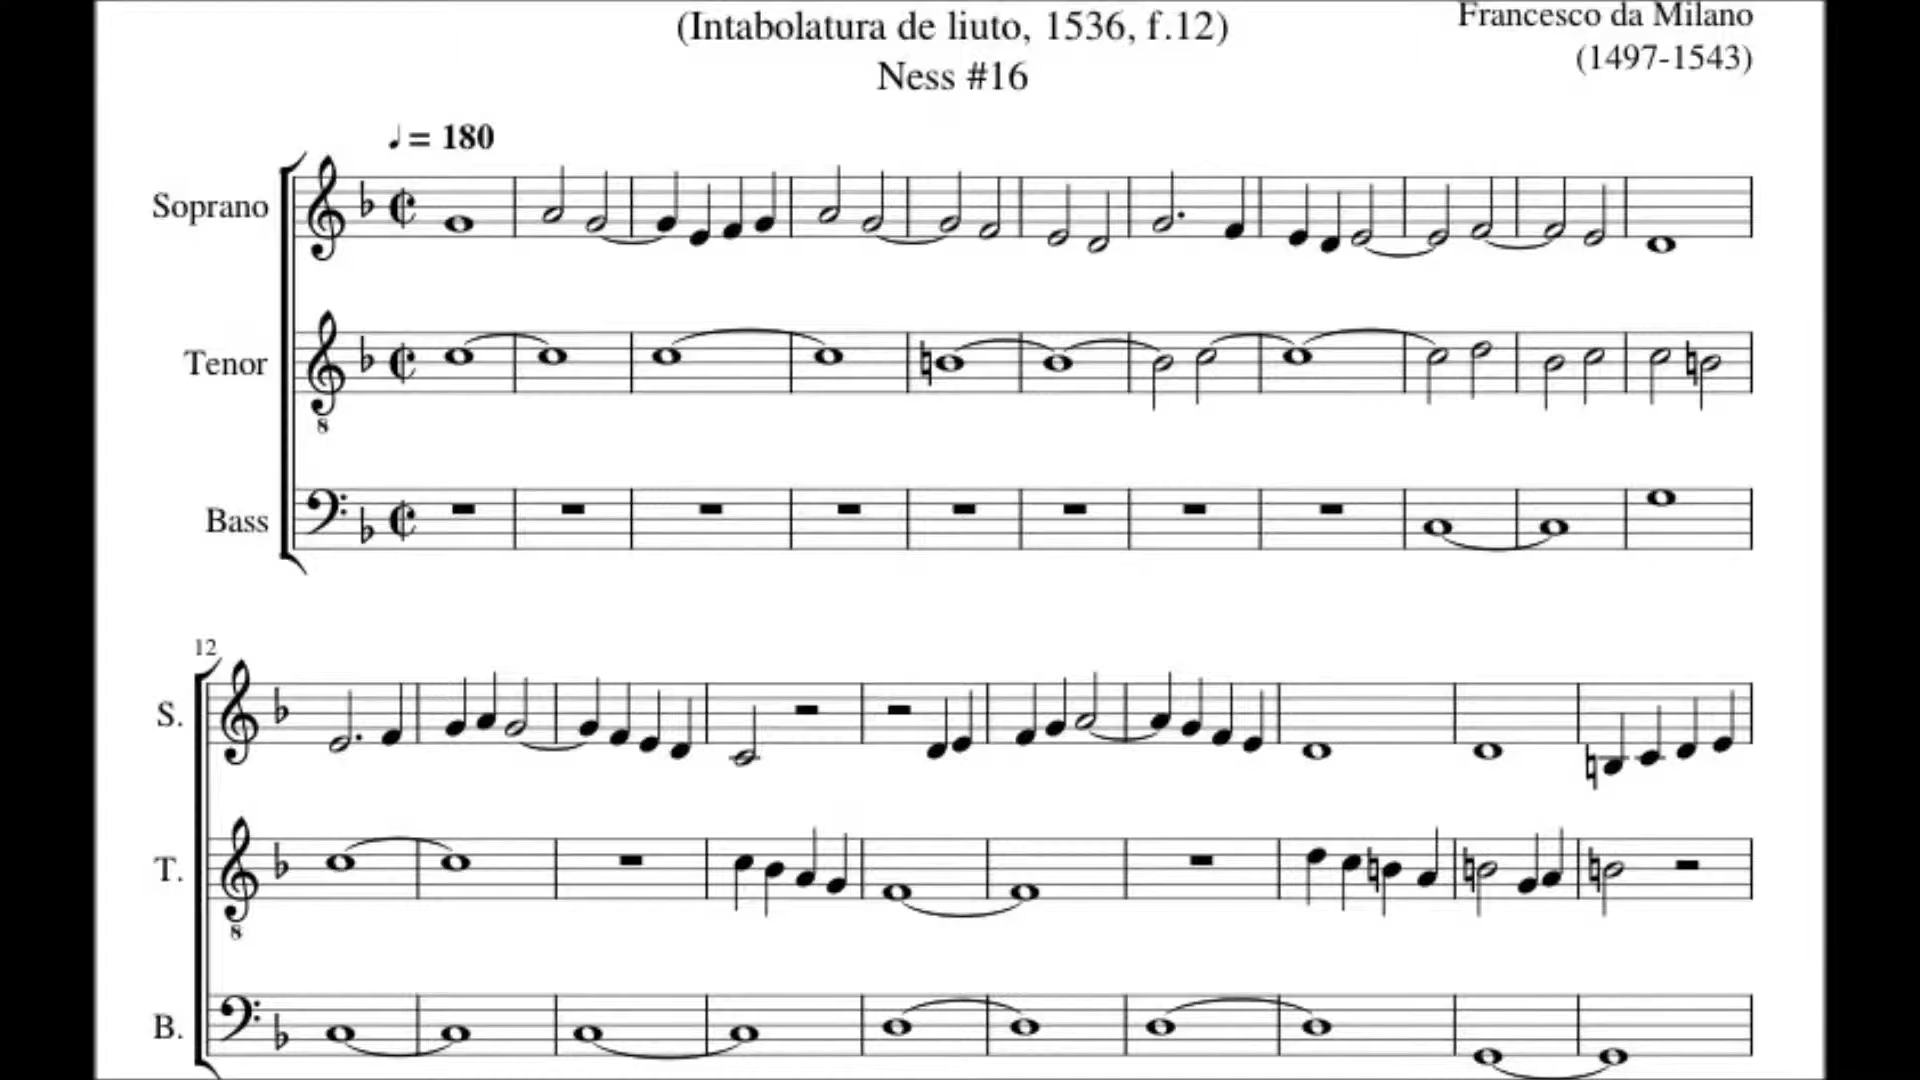 (Intabolatura de liuto, 1536, f.12)
Francesco da Milano
Ness #16
(1497-1543)
♩ = 180
Soprano
Tenor
8
Bass
12
S.
T.
8
B.